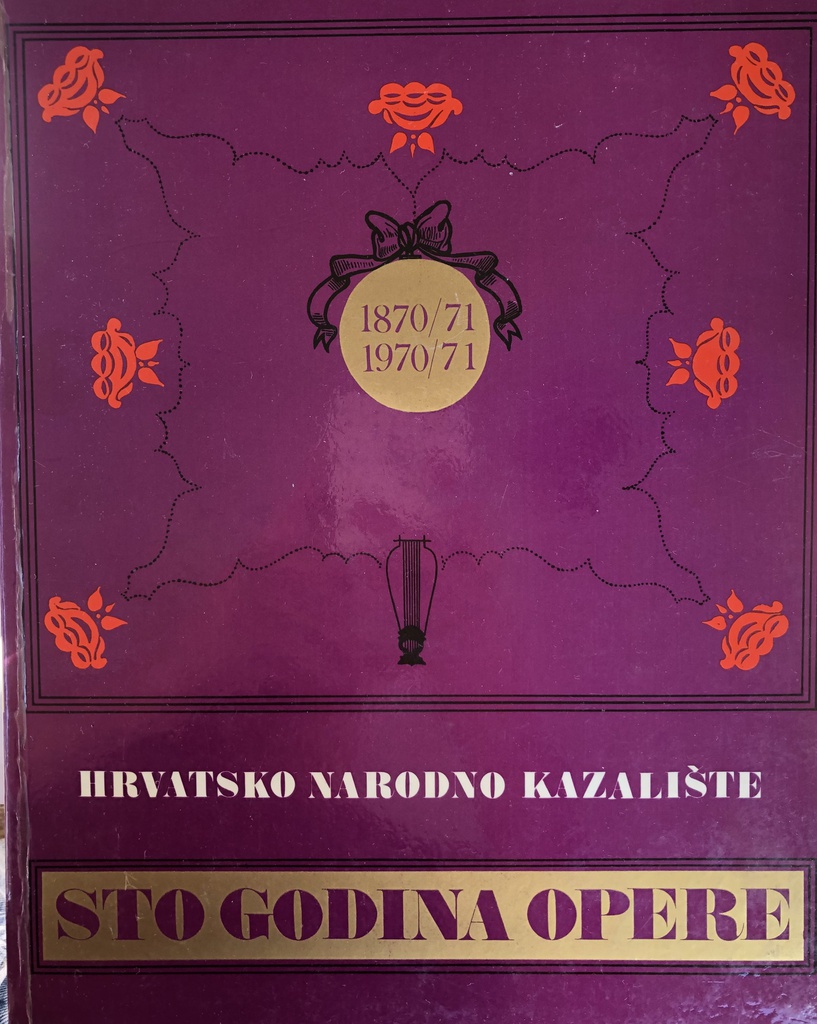 1870/71
1970/71
HRVATSKO NARODNO KAZALIŠTE
STO GODINA OPERE